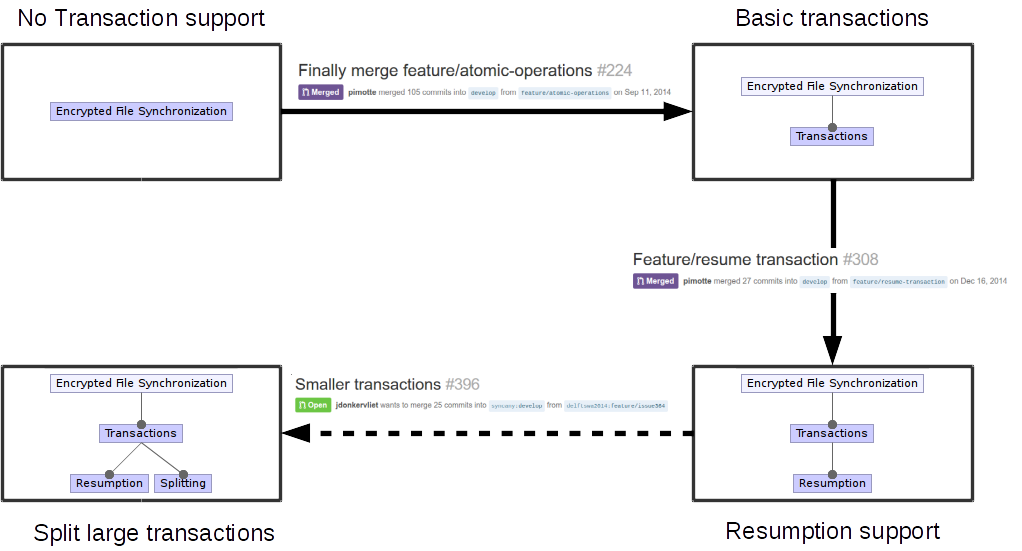 No Transaction support
Basic transactions
Encrypted File Synchronization
Finally merge feature/atomic-operations #224
Merged pimotte merged 105 commits into develop from feature/atomic-operations on Sep 11, 2014
Encrypted File Synchronization
Transactions
Feature/resume transaction #308
Merged pimotte merged 27 commits into develop from feature/resume-transaction on Dec 16, 2014
Encrypted File Synchronization
Transactions
Resumption
Resumption support
Smaller transactions #396
Open jdonkervliet wants to merge 25 commits into syncany:develop from delftswa2014:feature/issue304
Encrypted File Synchronization
Transactions
Resumption Splitting
Split large transactions